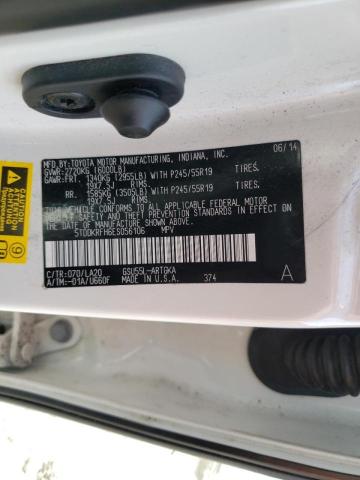 MFD.BY:TOYOTA MOTOR MANUFACTURING, INDIANA, INC. 06/14
GVWR:2720KG (6000LB)
GAWR:FRT. 1340KG (2955LB) WITH P245/55R19 TIRES,
19X7.5J RIMS.
RR. 1585KG (3505LB) WITH P245/55R19 TIRES,
19X7.5J RIMS.
THIS VEHICLE CONFORMS TO ALL APPLICABLE FEDERAL MOTOR
VEHICLE SAFETY STANDARDS IN EFFECT ON THE DATE OF
MANUFACTURE SHOWN ABOVE.
5TDDKRFH6ES056106 MPV
C/TR:070/LA20 GSU55L-ARTGKA
A/TM:-01A/U660F MADE IN U.S.A. 374 A